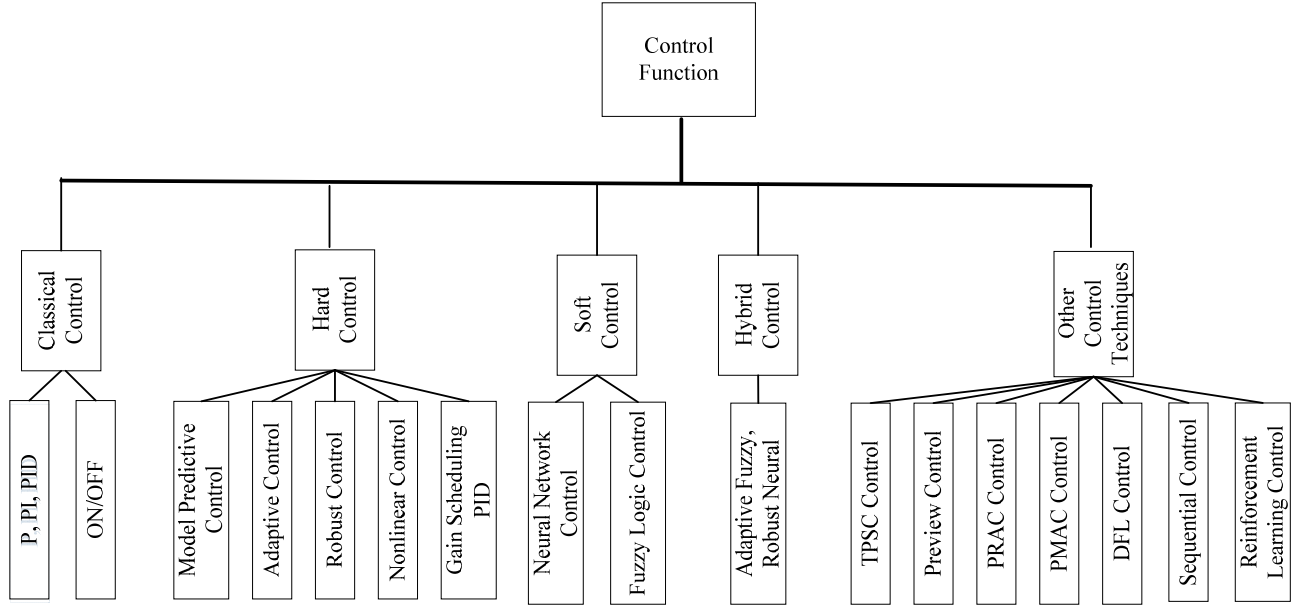 Control
Function
Classical
Control
Hard
Control
Soft
Control
Hybrid
Control
Other
Control
Techniques
P, PI, PID
ON/OFF
Model Predictive
Control
Adaptive Control
Robust Control
Nonlinear Control
Gain Scheduling
PID
Neural Network
Control
Fuzzy Logic Control
Adaptive Fuzzy,
Robust Neural
TPSC Control
Preview Control
PRAC Control
PMAC Control
DFL Control
Sequential Control
Reinforcement
Learning Control